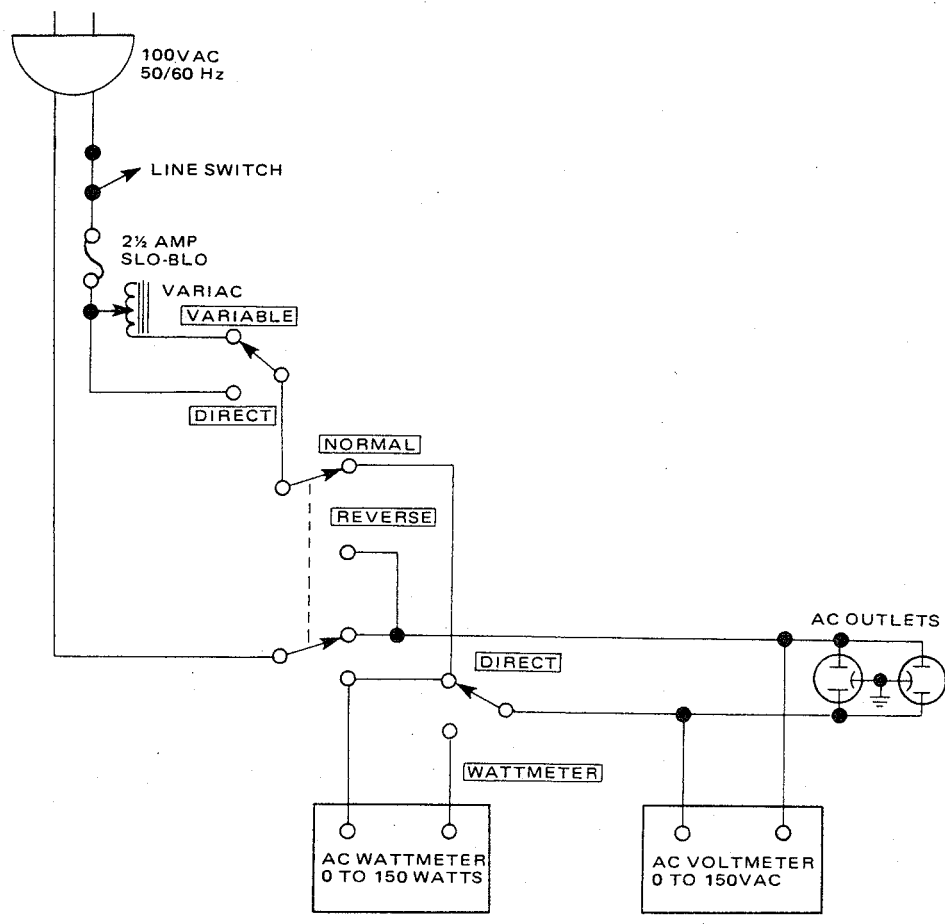 100VAC
50/60 Hz
LINE SWITCH
2½ AMP
SLO-BLO
VARIAC
VARIABLE
DIRECT
NORMAL
REVERSE
AC OUTLETS
DIRECT
WATTMETER
AC WATTMETER
0 TO 150 WATTS
AC VOLTMETER
0 TO 150VAC